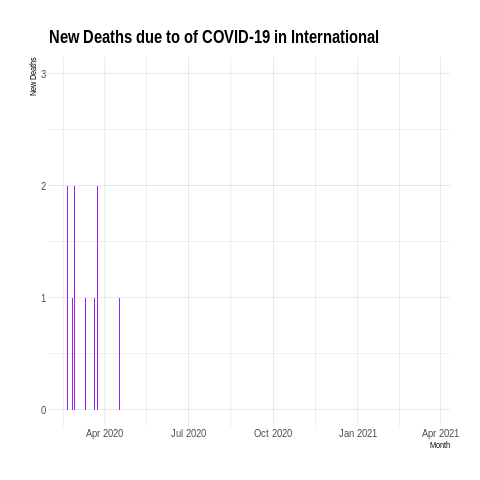 New Deaths due to of COVID-19 in International
New Deaths
3
2
1
0
Apr 2020 Jul 2020 Oct 2020 Jan 2021 Apr 2021
Month